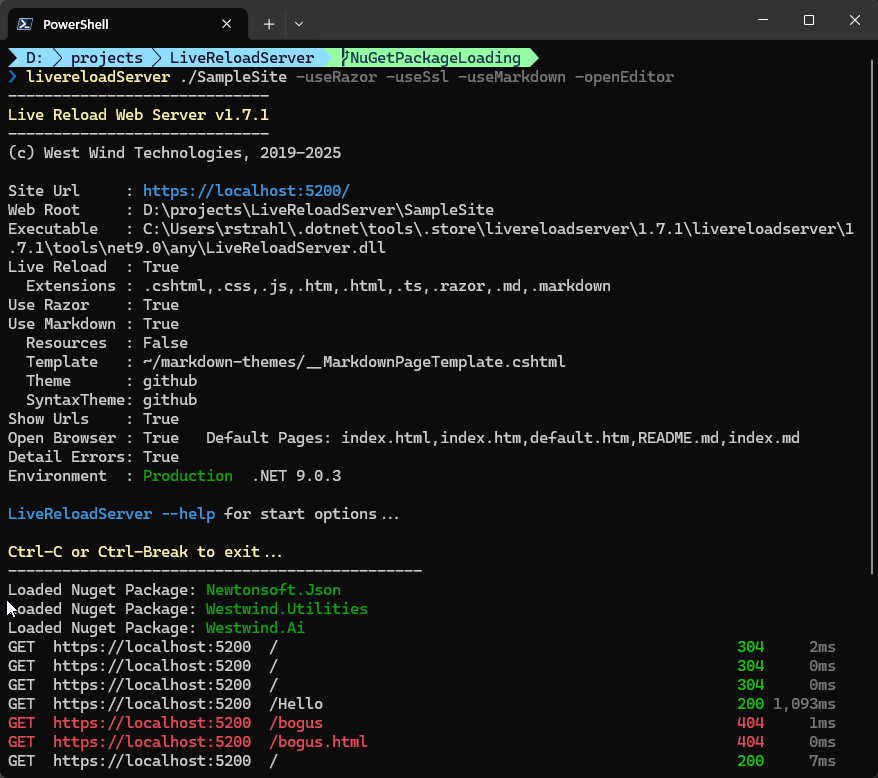 PowerShell
D: projects LiveReloadServer NuGetPackageLoading
❯ livereloadServer ./SampleSite -useRazor -useSsl -useMarkdown -openEditor
-----------------------------
Live Reload Web Server v1.7.1
-----------------------------
(c) West Wind Technologies, 2019-2025
Site Url     : https://localhost:5200/
Web Root     : D:\projects\LiveReloadServer\SampleSite
Executable   : C:\Users\rstrahl\.dotnet\tools\.store\livereloadserver\1.7.1\livereloadserver\1
.7.1\tools\net9.0\any\LiveReloadServer.dll
Live Reload  : True
  Extensions : .cshtml,.css,.js,.htm,.html,.ts,.razor,.md,.markdown
Use Razor    : True
Use Markdown : True
  Resources  : False
  Template   : ~/markdown-themes/__MarkdownPageTemplate.cshtml
  Theme      : github
  SyntaxTheme: github
Show Urls    : True
Open Browser : True   Default Pages: index.html,index.htm,default.htm,README.md,index.md
Detail Errors: True
Environment  : Production  .NET 9.0.3
LiveReloadServer --help for start options...
Ctrl-C or Ctrl-Break to exit...
----------------------------------------------
Loaded Nuget Package: Newtonsoft.Json
Loaded Nuget Package: Westwind.Utilities
Loaded Nuget Package: Westwind.Ai
GET  https://localhost:5200  / 304 2ms
GET  https://localhost:5200  / 304 0ms
GET  https://localhost:5200  / 304 0ms
GET  https://localhost:5200  /Hello 200 1,093ms
GET  https://localhost:5200  /bogus 404 1ms
GET  https://localhost:5200  /bogus.html 404 0ms
GET  https://localhost:5200  / 200 7ms